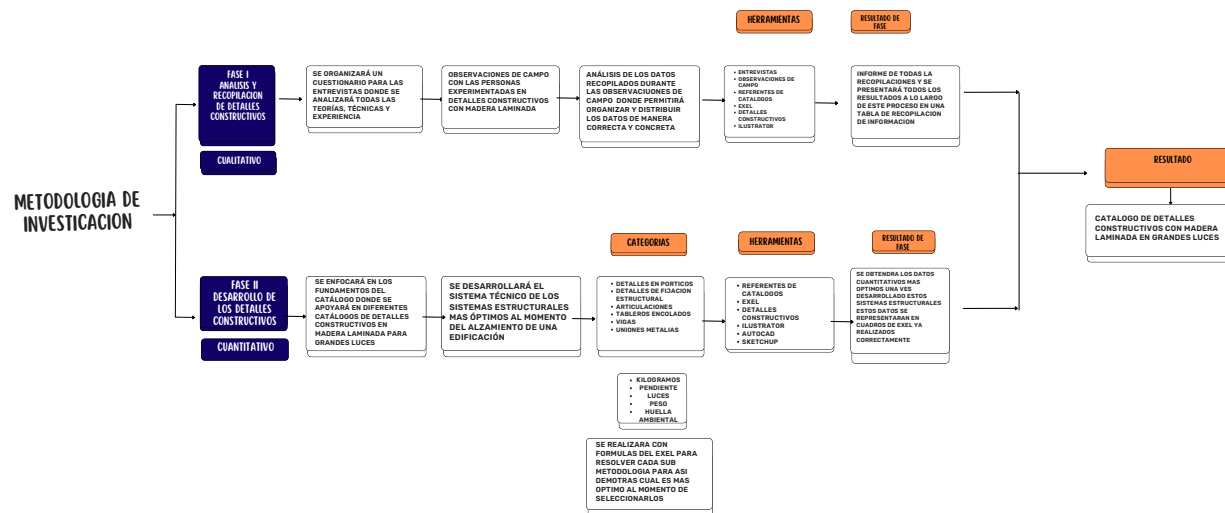 METODOLOGIA DE
INVESTICACION
FASE I
ANALISIS Y
RECOPILACION
DE DETALLES
CONSTRUCTIVOS
CUALITATIVO
SE ORGANIZARÁ UN
CUESTIONARIO PARA LAS
ENTREVISTAS DONDE SE
ANALIZARÁ TODAS LAS
TEORÍAS, TÉCNICAS Y
EXPERIENCIA
OBSERVACIONES DE CAMPO
CON LAS PERSONAS
EXPERIMENTADAS EN
DETALLES CONSTRUCTIVOS
CON MADERA LAMINADA
ANÁLISIS DE LOS DATOS
RECOPILADOS DURANTE
LAS OBSERVACIUONES DE
CAMPO DONDE PERMITIRÁ
ORGANIZAR Y DISTRIBUIR
LOS DATOS DE MANERA
CORRECTA Y CONCRETA
HERRAMIENTAS
• ENTREVISTAS
• OBSERVACIONES DE
CAMPO
• REFERENTES DE
CATALOGOS
• EXEL
• DETALLES
CONSTRUCTIVOS
• ILUSTRATOR
RESULTADO DE
FASE
INFORME DE TODAS LA
RECOPILACIONES Y SE
PRESENTARÁ TODOS LOS
RESULTADOS A LO LARGO
DE ESTE PROCESO EN UNA
TABLA DE RECOPILACION
DE INFORMACION
FASE II
DESARROLLO DE
LOS DETALLES
CONSTRUCTIVOS
CUANTITATIVO
SE ENFOCARÁ EN LOS
FUNDAMENTOS DEL
CATÁLOGO DONDE SE
APOYARÁ EN DIFERENTES
CATÁLOGOS DE DETALLES
CONSTRUCTIVOS EN
MADERA LAMINADA PARA
GRANDES LUCES
SE DESARROLLARÁ EL
SISTEMA TÉCNICO DE LOS
SISTEMAS ESTRUCTURALES
MAS ÓPTIMOS AL MOMENTO
DEL ALZAMIENTO DE UNA
EDIFICACIÓN
CATEGORIAS
• DETALLES EN PORTICOS
• DETALLES DE FIJACION
ESTRUCTURAL
• ARTICULACIONES
• TABLEROS ENCOLADOS
• VIGAS
• UNIONES METALIAS
• KILOGRAMOS
• PENDIENTE
• LUCES
• PESO
• HUELLA
AMBIENTAL
SE REALIZARA CON
FORMULAS DEL EXEL PARA
RESOLVER CADA SUB
METODOLOGIA PARA ASI
DEMOTRAS CUAL ES MAS
OPTIMO AL MOMENTO DE
SELECCIONARLOS
HERRAMIENTAS
• REFERENTES DE
CATALOGOS
• EXEL
• DETALLES
CONSTRUCTIVOS
• ILUSTRATOR
• AUTOCAD
• SKETCHUP
RESULTADO DE
FASE
SE OBTENDRA LOS DATOS
CUANTITATIVOS MAS
OPTIMOS UNA VES
DESARROLLADO ESTOS
SISTEMAS ESTRUCTURALES
ESTOS DATOS SE
REPRESENTARAN EN
CUADROS DE EXEL YA
REALIZADOS
CORRECTAMENTE
RESULTADO
CATALOGO DE DETALLES
CONSTRUCTIVOS CON MADERA
LAMINADA EN GRANDES LUCES